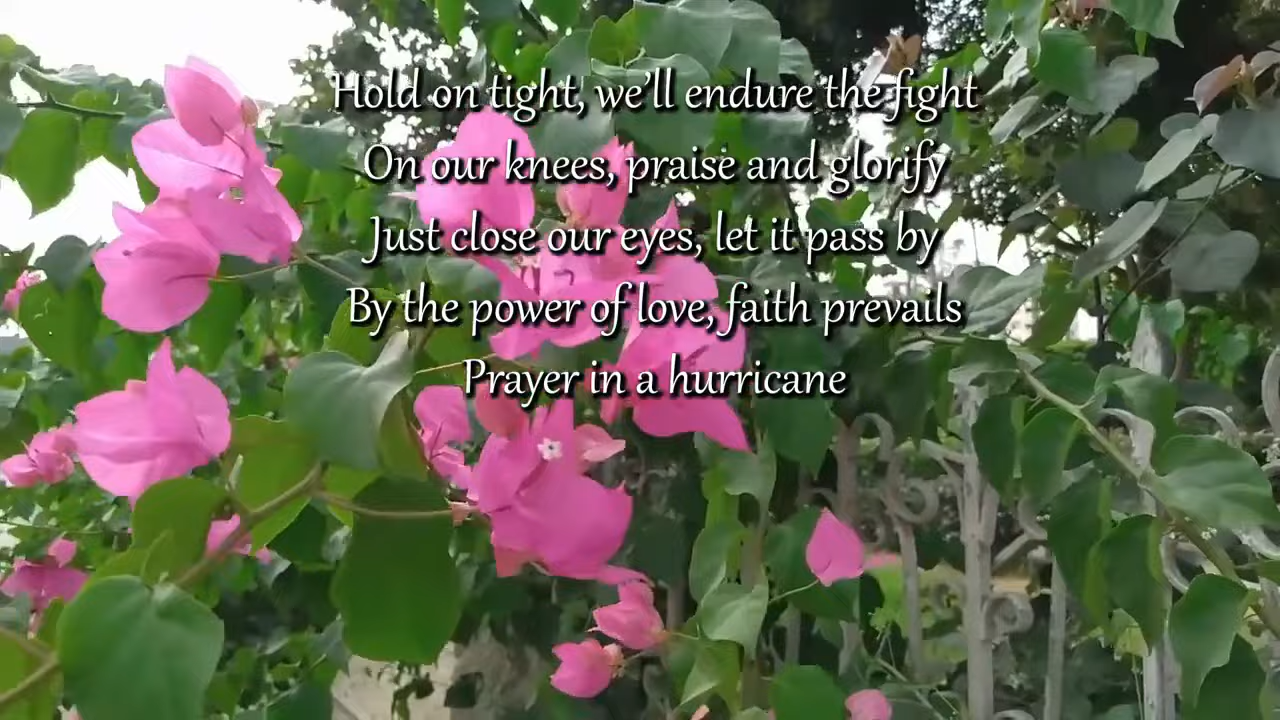 Hold on tight, we'll endure the fight
On our knees, praise and glorify
Just close our eyes, let it pass by
By the power of love, faith prevails
Prayer in a hurricane